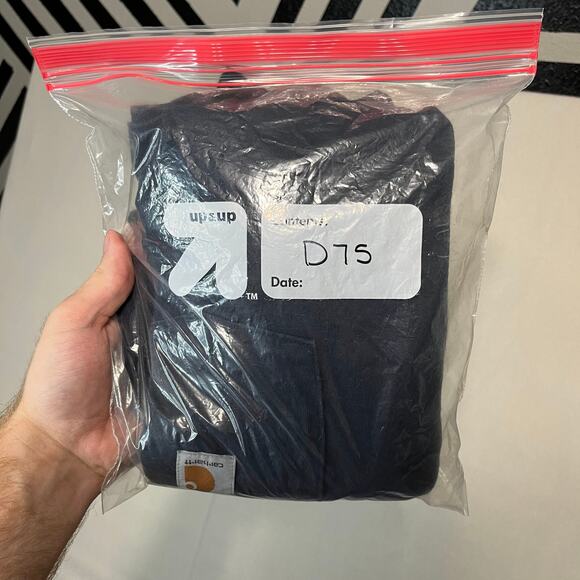 up&up
Contents:
D75
Date:
TM
carhartt